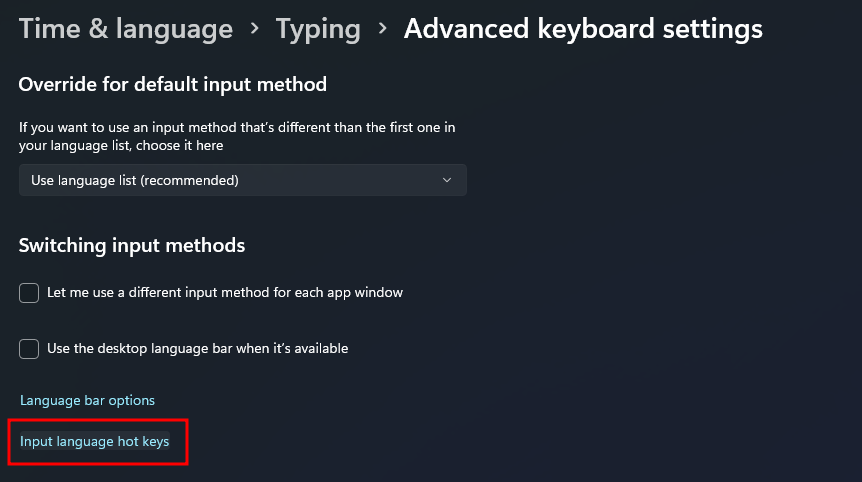 Time & language > Typing > Advanced keyboard settings
Override for default input method
If you want to use an input method that's different than the first one in
your language list, choose it here
Use language list (recommended)
Switching input methods
Let me use a different input method for each app window
Use the desktop language bar when it's available
Language bar options
Input language hot keys